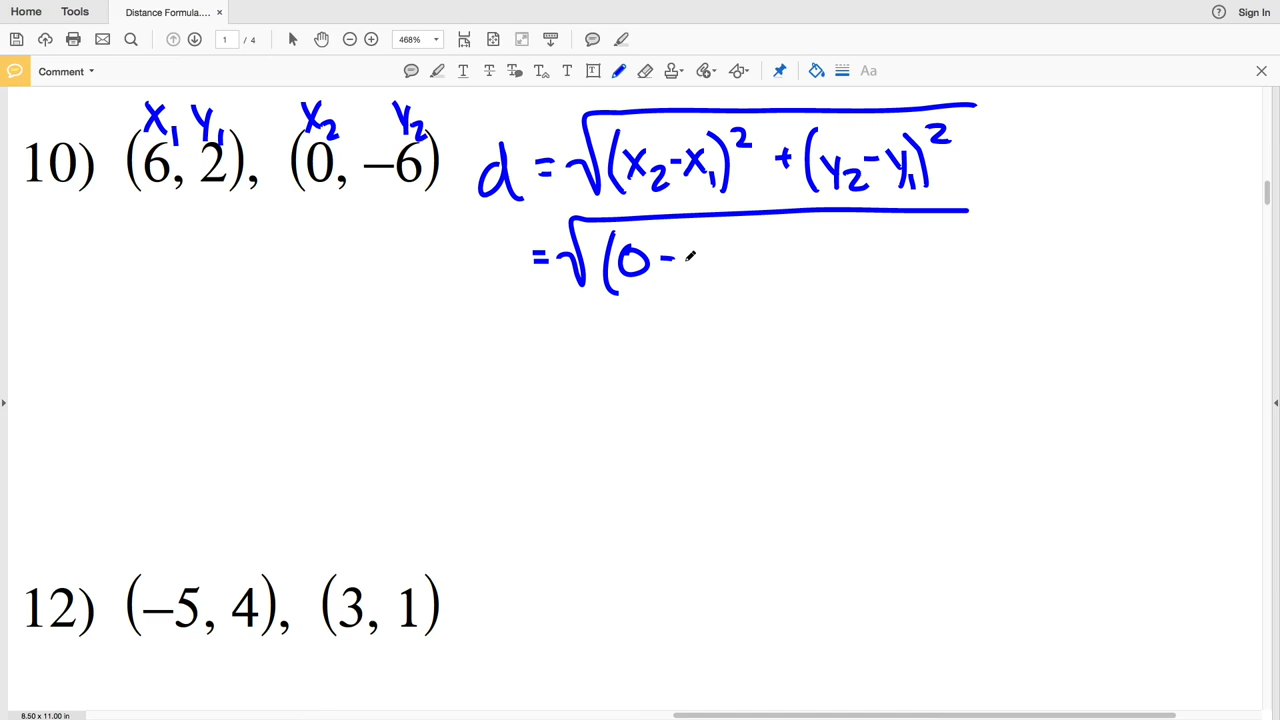 Home Tools Distance Formula.... × Sign In
1 / 4 468%
Comment Aa
x₁ y₁ x₂ y₂
10) (6, 2), (0, −6) d = √(x₂-x₁)² + (y₂-y₁)²
= √(0 -
12) (−5, 4), (3, 1)
8.50 x 11.00 in